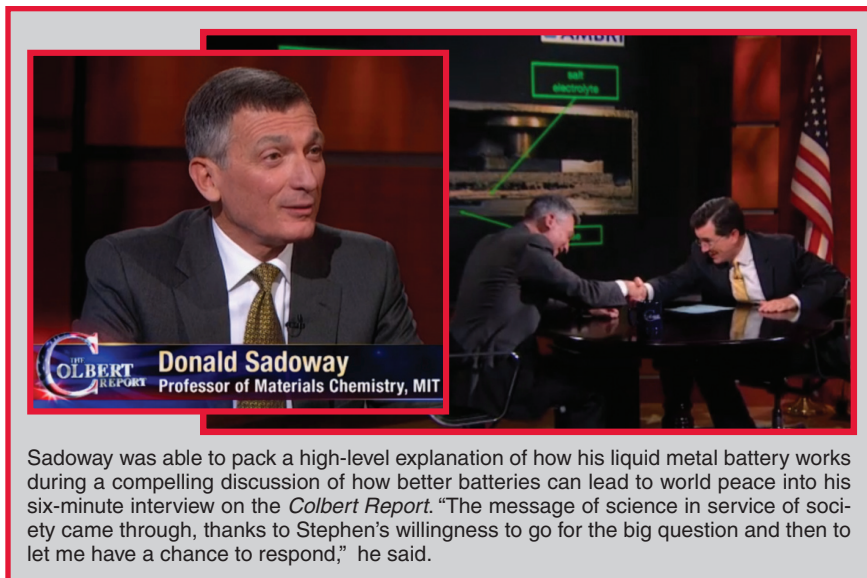 AMBRI
salt
electrolyte
THE
COLBERT
REPORT
Donald Sadoway
Professor of Materials Chemistry, MIT
Sadoway was able to pack a high-level explanation of how his liquid metal battery works
during a compelling discussion of how better batteries can lead to world peace into his
six-minute interview on the Colbert Report. “The message of science in service of soci-
ety came through, thanks to Stephen’s willingness to go for the big question and then to
let me have a chance to respond,”  he said.